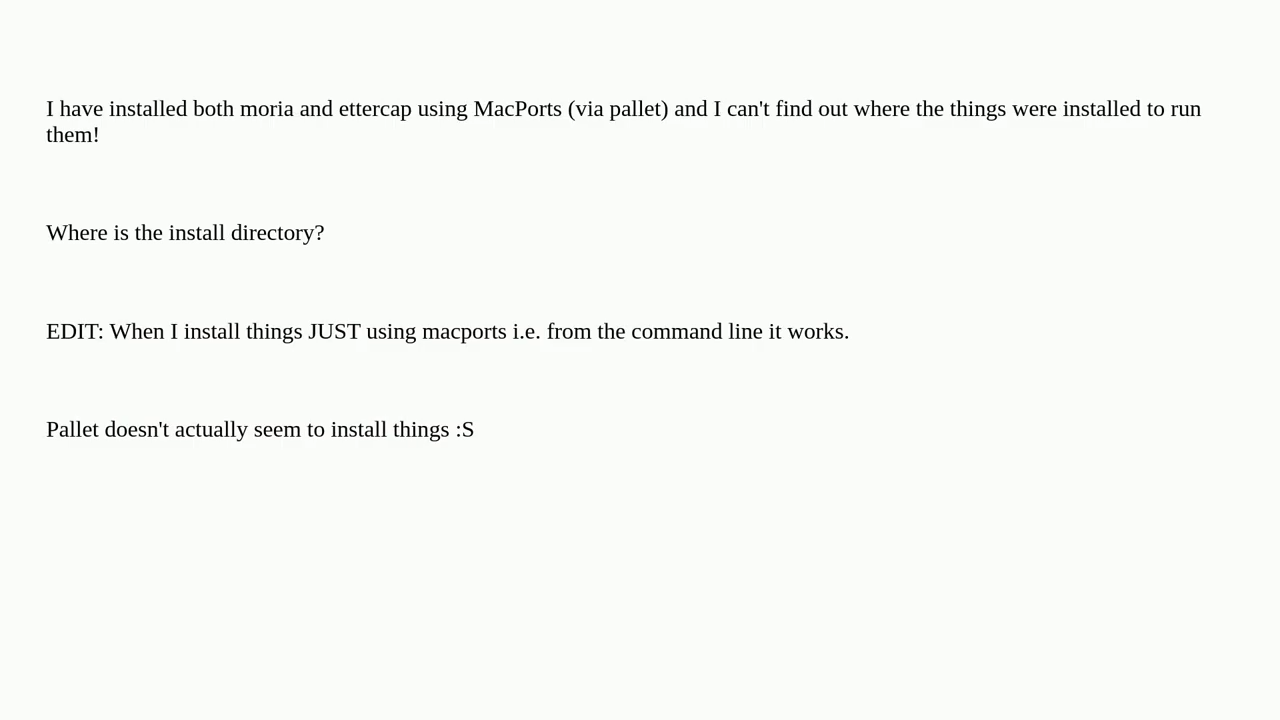 I have installed both moria and ettercap using MacPorts (via pallet) and I can't find out where the things were installed to run
them!
Where is the install directory?
EDIT: When I install things JUST using macports i.e. from the command line it works.
Pallet doesn't actually seem to install things :S